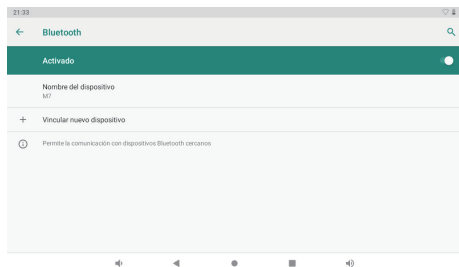 21:33
Bluetooth
Activado
Nombre del dispositivo
M7
Vincular nuevo dispositivo
Permite la comunicación con dispositivos Bluetooth cercanos